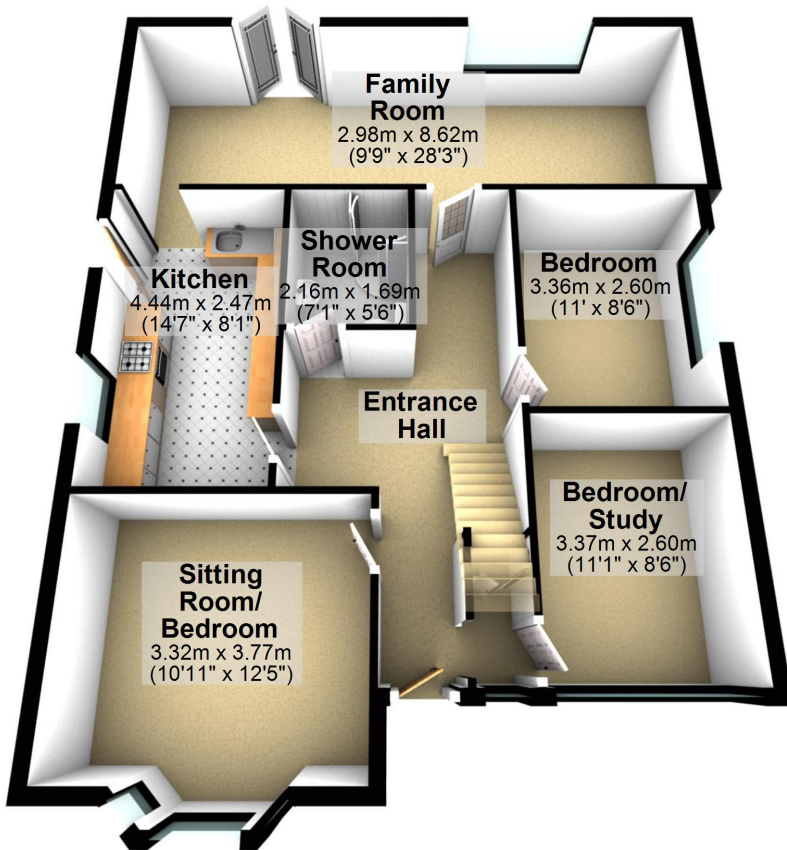 Family
Room
2.98m x 8.62m
(9'9" x 28'3")
Kitchen
4.44m x 2.47m
(14'7" x 8'1")
Shower
Room
2.16m x 1.69m
(7'1" x 5'6")
Bedroom
3.36m x 2.60m
(11' x 8'6")
Entrance
Hall
Bedroom/
Study
3.37m x 2.60m
(11'1" x 8'6")
Sitting
Room/
Bedroom
3.32m x 3.77m
(10'11" x 12'5")